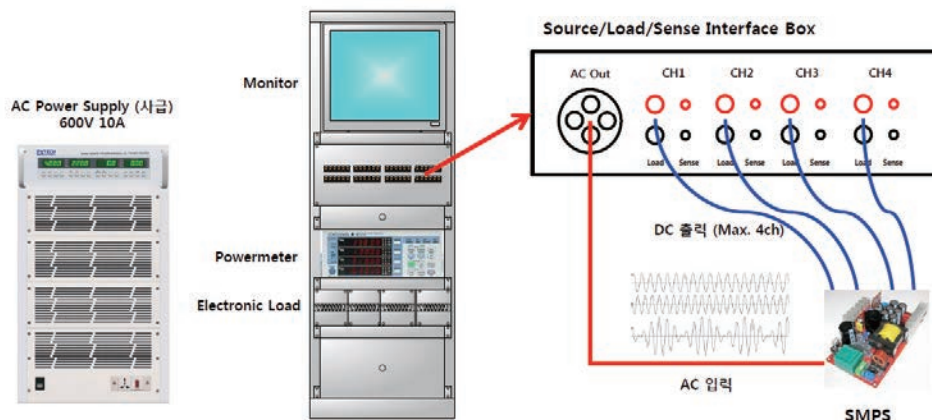 AC Power Supply (사급)
600V 10A
Monitor
Powermeter
Electronic Load
Source/Load/Sense Interface Box
AC Out
CH1
CH2
CH3
CH4
Load
Sense
Load
Sense
Load
Sense
Load
Sense
DC 출력 (Max. 4ch)
AC 입력
SMPS